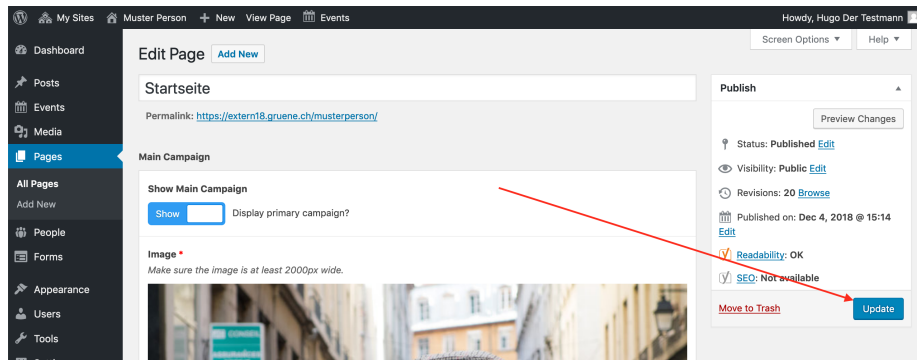 My Sites Muster Person + New View Page Events Howdy, Hugo Der Testmann
Screen Options ▼ Help ▼
Dashboard
Posts
Events
Media
Pages
All Pages
Add New
People
Forms
Appearance
Users
Tools
Edit Page Add New
Startseite
Permalink: https://extern18.gruene.ch/musterperson/
Main Campaign
Show Main Campaign
Show Display primary campaign?
Image *
Make sure the image is at least 2000px wide.
CONSEIL
Publish
Preview Changes
Status: Published Edit
Visibility: Public Edit
Revisions: 20 Browse
Published on: Dec 4, 2018 @ 15:14
Edit
Readability: OK
SEO: Not available
Move to Trash Update